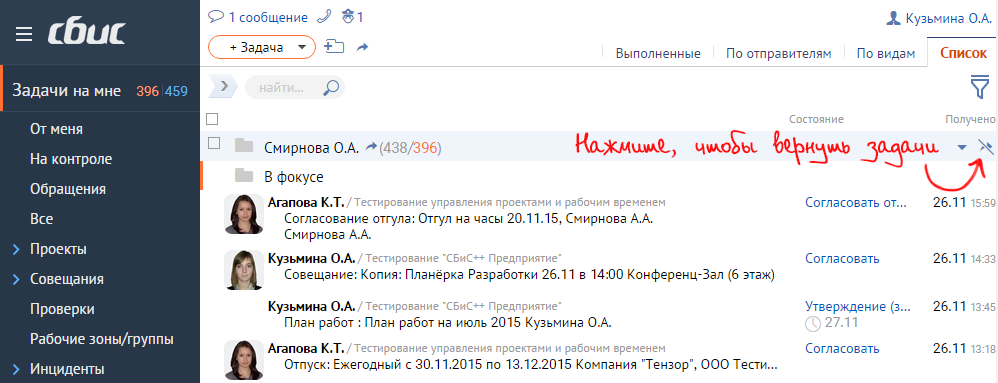 1 сообщение 1 Кузьмина О.А.
сбис
+ Задача
Выполненные По отправителям По видам Список
Задачи на мне 396 459
найти...
От меня
На контроле
Обращения
Все
Проекты
Совещания
Проверки
Рабочие зоны/группы
Инциденты
Состояние Получено
Смирнова О.А. (438/396) Нажмите, чтобы вернуть задачи
В фокусе
Агапова К.Т. / Тестирование управления проектами и рабочим временем Согласовать от... 26.11 15:59
Согласование отгула: Отгул на часы 20.11.15, Смирнова А.А.
Смирнова А.А.
Кузьмина О.А. / Тестирование "СБиС++ Предприятие" Согласовать 26.11 14:33
Совещание: Копия: Планёрка Разработки 26.11 в 14:00 Конференц-Зал (6 этаж)
Кузьмина О.А. / Тестирование "СБиС++ Предприятие" Утверждение (з... 26.11 13:45
План работ : План работ на июль 2015 Кузьмина О.А. 27.11
Агапова К.Т. / Тестирование управления проектами и рабочим временем Согласовать 26.11 13:18
Отпуск: Ежегодный с 30.11.2015 по 13.12.2015 Компания "Тензор", ООО Тести...